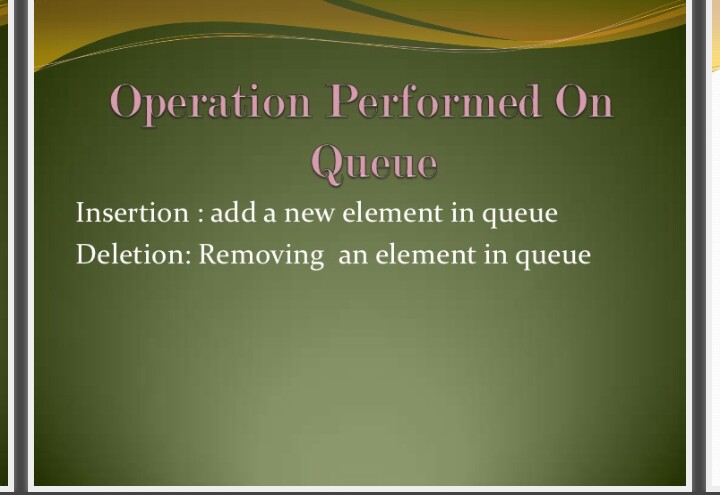 Operation Performed On
Queue
Insertion : add a new element in queue
Deletion: Removing  an element in queue